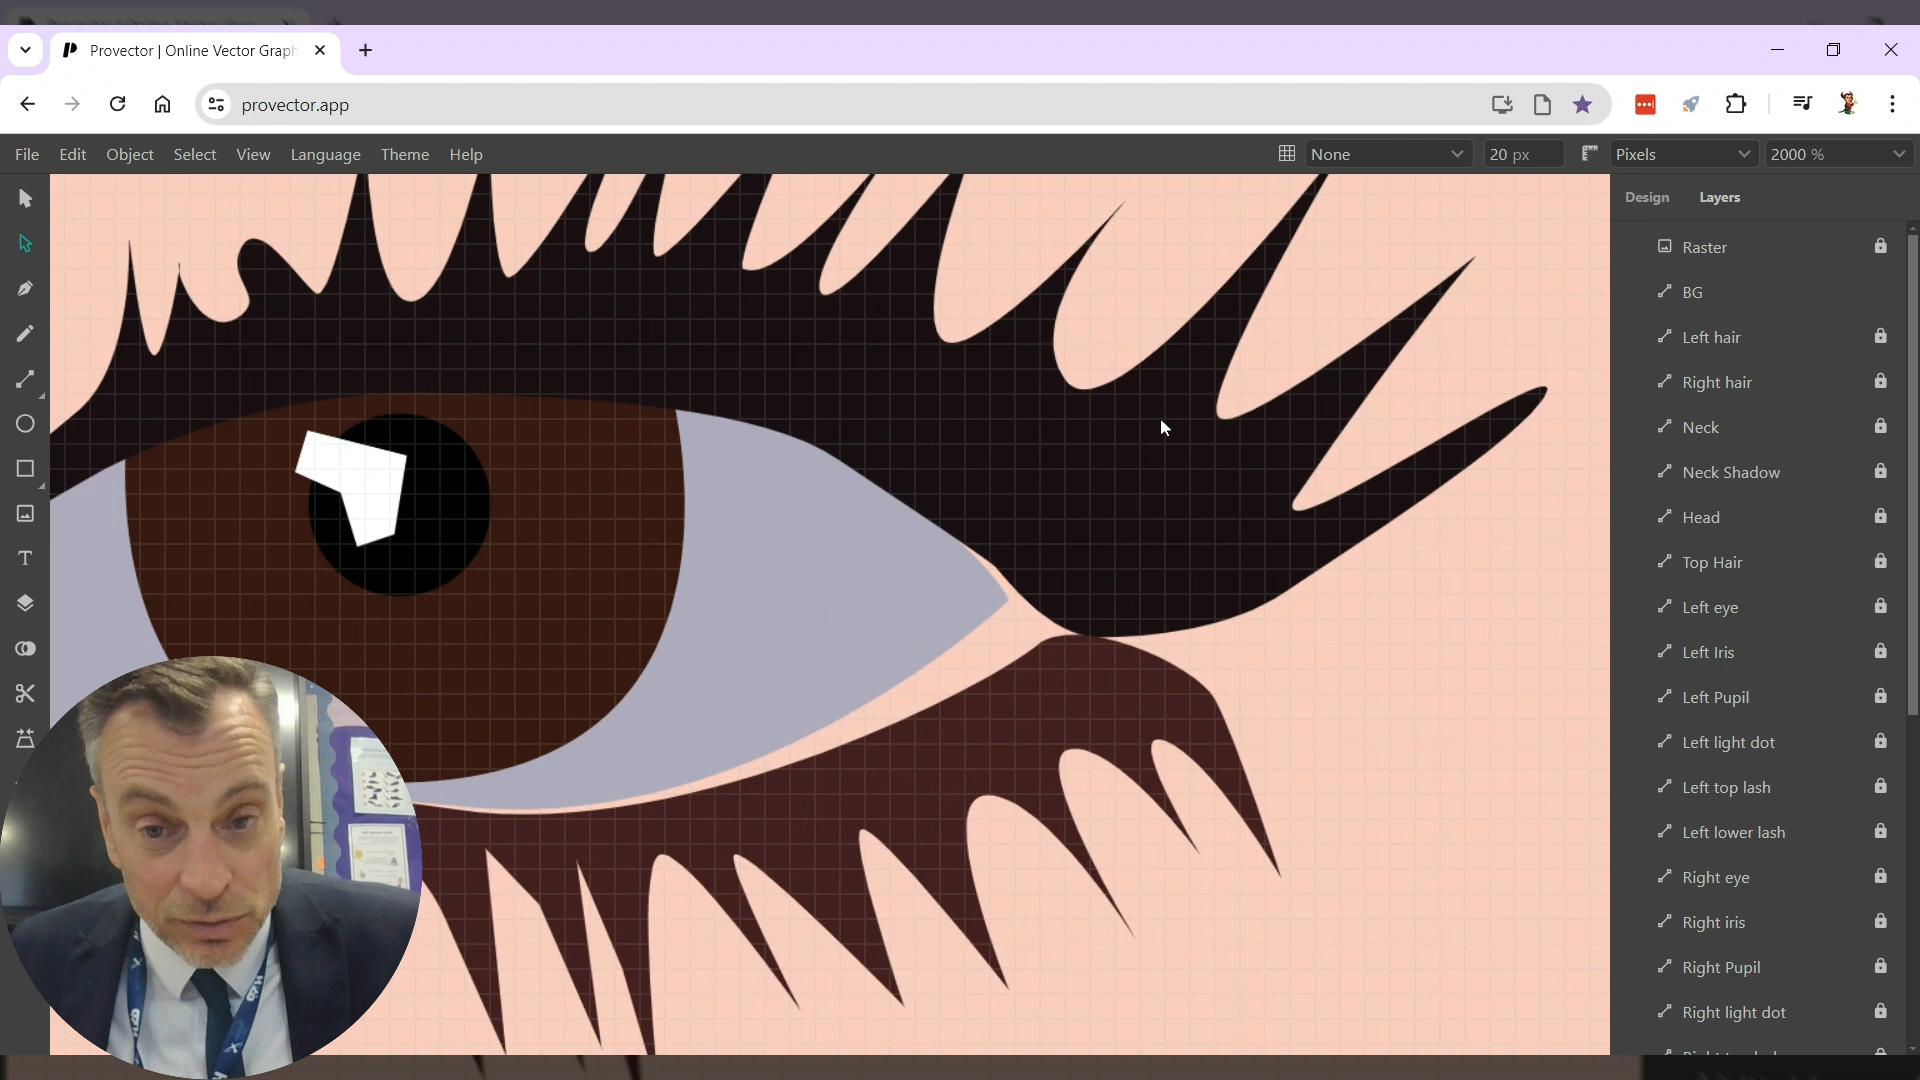 Provector | Online Vector Graph
provector.app
File Edit Object Select View Language Theme Help None 20 px Pixels 2000 %
Design Layers
Raster
BG
Left hair
Right hair
Neck
Neck Shadow
Head
Top Hair
Left eye
Left Iris
Left Pupil
Left light dot
Left top lash
Left lower lash
Right eye
Right iris
Right Pupil
Right light dot